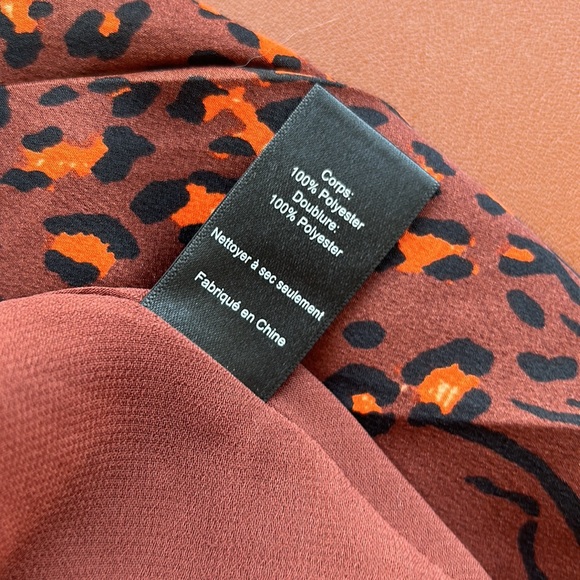 Corps:
100% Polyester
Doublure:
100% Polyester
Nettoyer à sec seulement
Fabriqué en Chine